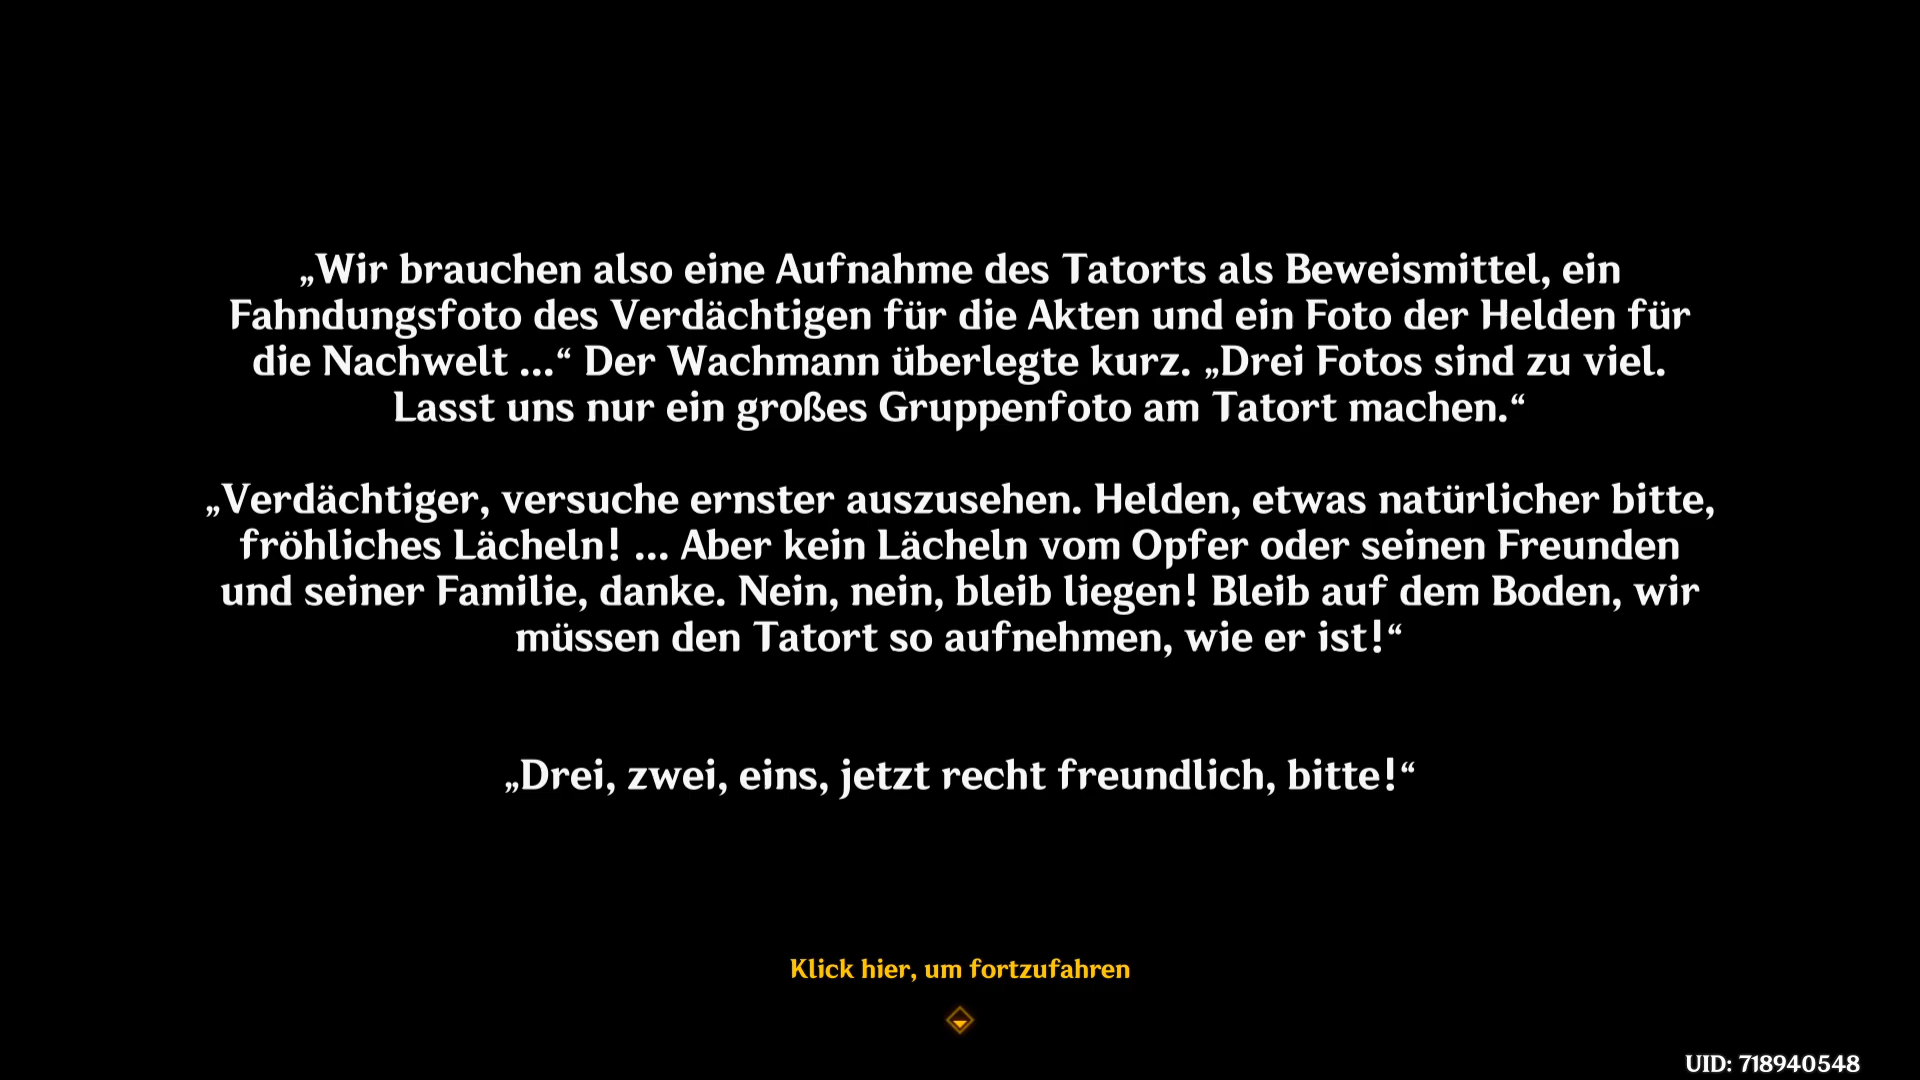 „Wir brauchen also eine Aufnahme des Tatorts als Beweismittel, ein
Fahndungsfoto des Verdächtigen für die Akten und ein Foto der Helden für
die Nachwelt ...“ Der Wachmann überlegte kurz. „Drei Fotos sind zu viel.
Lasst uns nur ein großes Gruppenfoto am Tatort machen.“
„Verdächtiger, versuche ernster auszusehen. Helden, etwas natürlicher bitte,
fröhliches Lächeln! ... Aber kein Lächeln vom Opfer oder seinen Freunden
und seiner Familie, danke. Nein, nein, bleib liegen! Bleib auf dem Boden, wir
müssen den Tatort so aufnehmen, wie er ist!“
„Drei, zwei, eins, jetzt recht freundlich, bitte!“
Klick hier, um fortzufahren
UID: 718940548